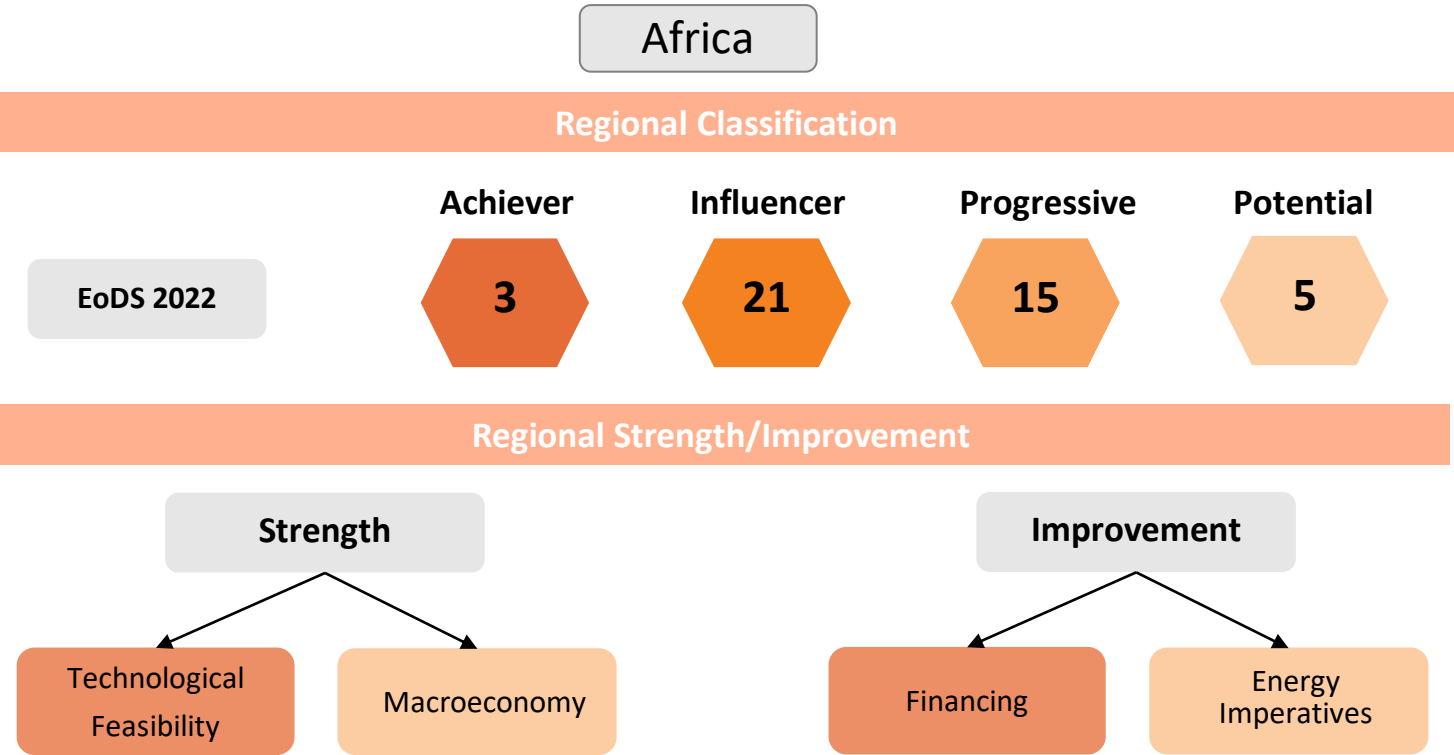 Africa
Regional Classification
Achiever
Influencer
Progressive
Potential
EoDS 2022
3
21
15
5
Regional Strength/Improvement
Strength
Improvement
Technological
Feasibility
Macroeconomy
Financing
Energy
Imperatives